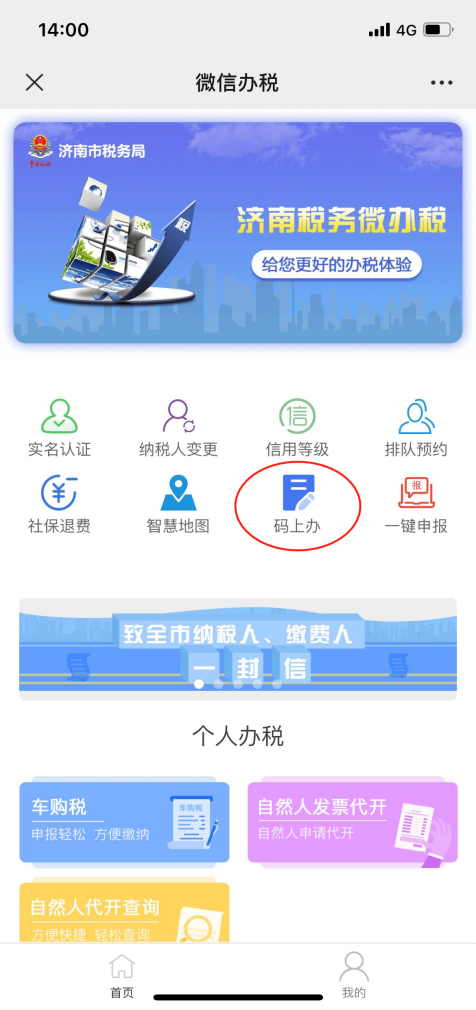 14:00
4G
微信办税
济南市税务局
税
济南税务微办税
给您更好的办税体验
实名认证
纳税人变更
信
信用等级
排队预约
社保退费
智慧地图
码上办
报
一键申报
致全市纳税人、缴费人
一封信
个人办税
车购税
申报轻松 方便缴纳
车购税
自然人发票代开
自然人申请代开
自然人代开查询
方便快捷 轻松查询
首页
我的